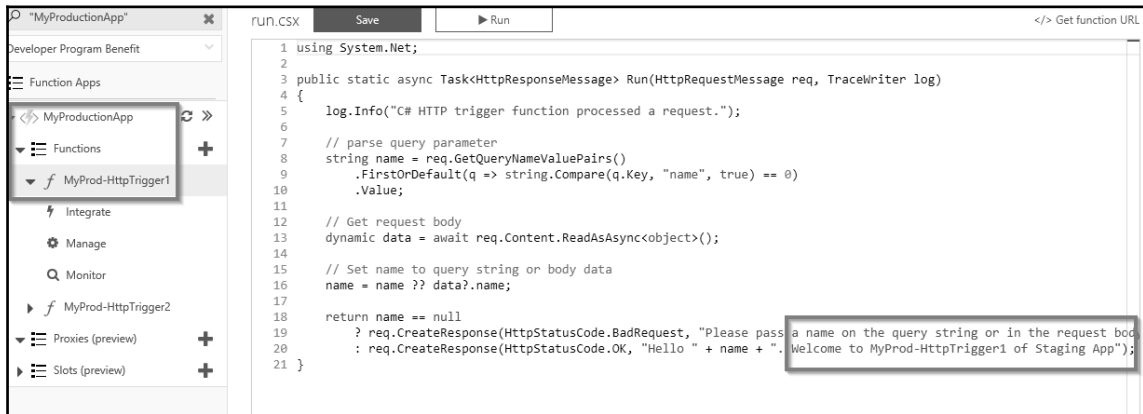 "MyProductionApp"
Developer Program Benefit
Function Apps
MyProductionApp
Functions
MyProd-HttpTrigger1
Integrate
Manage
Monitor
MyProd-HttpTrigger2
Proxies (preview)
Slots (preview)
run.csx Save Run </> Get function URL
1 using System.Net;
2
3 public static async Task<HttpResponseMessage> Run(HttpRequestMessage req, TraceWriter log)
4 {
5 log.Info("C# HTTP trigger function processed a request.");
6
7 // parse query parameter
8 string name = req.GetQueryNameValuePairs()
9 .FirstOrDefault(q => string.Compare(q.Key, "name", true) == 0)
10 .Value;
11
12 // Get request body
13 dynamic data = await req.Content.ReadAsAsync<object>();
14
15 // Set name to query string or body data
16 name = name ?? data?.name;
17
18 return name == null
19 ? req.CreateResponse(HttpStatusCode.BadRequest, "Please pass a name on the query string or in the request bod
20 : req.CreateResponse(HttpStatusCode.OK, "Hello " + name + ". Welcome to MyProd-HttpTrigger1 of Staging App");
21 }